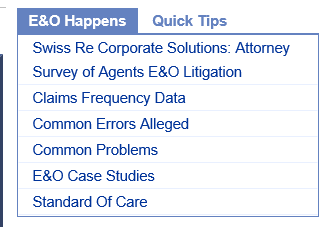 E&O Happens Quick Tips
Swiss Re Corporate Solutions: Attorney
Survey of Agents E&O Litigation
Claims Frequency Data
Common Errors Alleged
Common Problems
E&O Case Studies
Standard Of Care